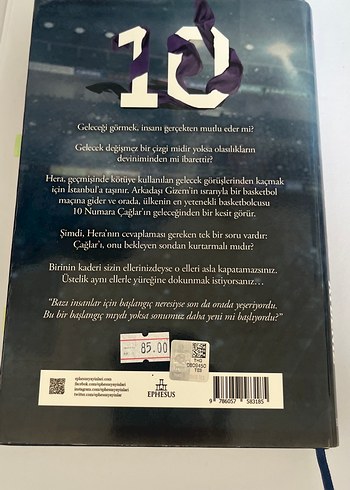 10
Geleceği görmek, insanı gerçekten mutlu eder mi?
Gelecek değişmez bir çizgi midir yoksa olasılıkların
deviniminden mi ibarettir?
Hera, geçmişinde kötüye kullanılan gelecek görüşlerinden kaçmak
için İstanbul'a taşınır. Arkadaşı Gizem'in ısrarıyla bir basketbol
maçına gider ve orada, ülkenin en yetenekli basketbolcusu
10 Numara Çağlar'ın geleceğinden bir kesit görür.
Şimdi, Hera'nın cevaplaması gereken tek bir soru vardır:
Çağlar'ı, onu bekleyen sondan kurtarmalı mıdır?
Birinin kaderi sizin ellerinizdeyse o elleri asla kapatamazsınız.
Üstelik aynı ellerle yüreğine dokunmak istiyorsanız...
"Bazı insanlar için başlangıç neresiyse son da orada yeşeriyordu.
Bu bir başlangıç mıydı yoksa sonumuz daha yeni mi başlıyordu?"
85.00
EPHESUS
9 786057 583185